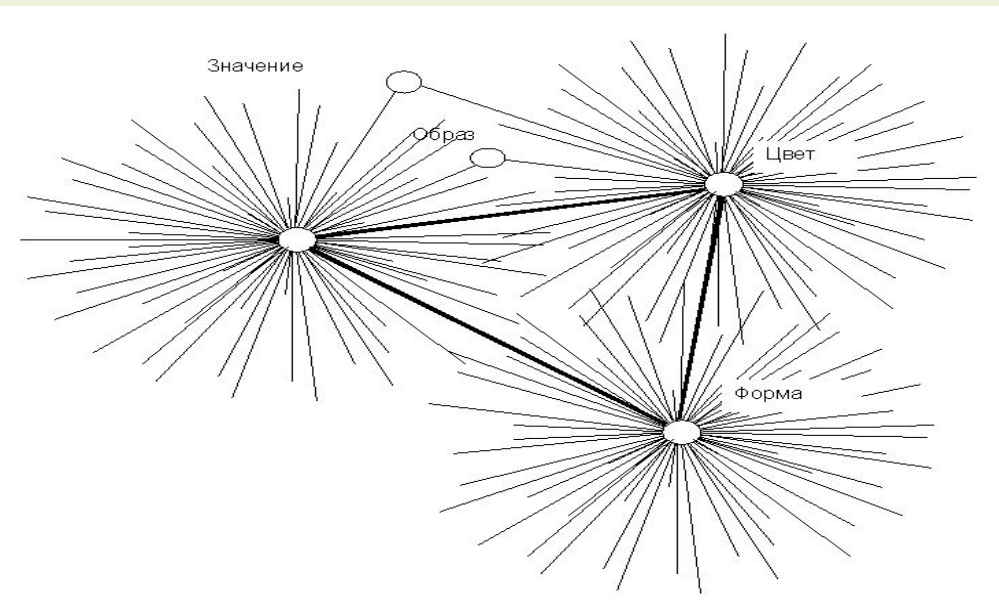 Значение
Образ
Цвет
Форма